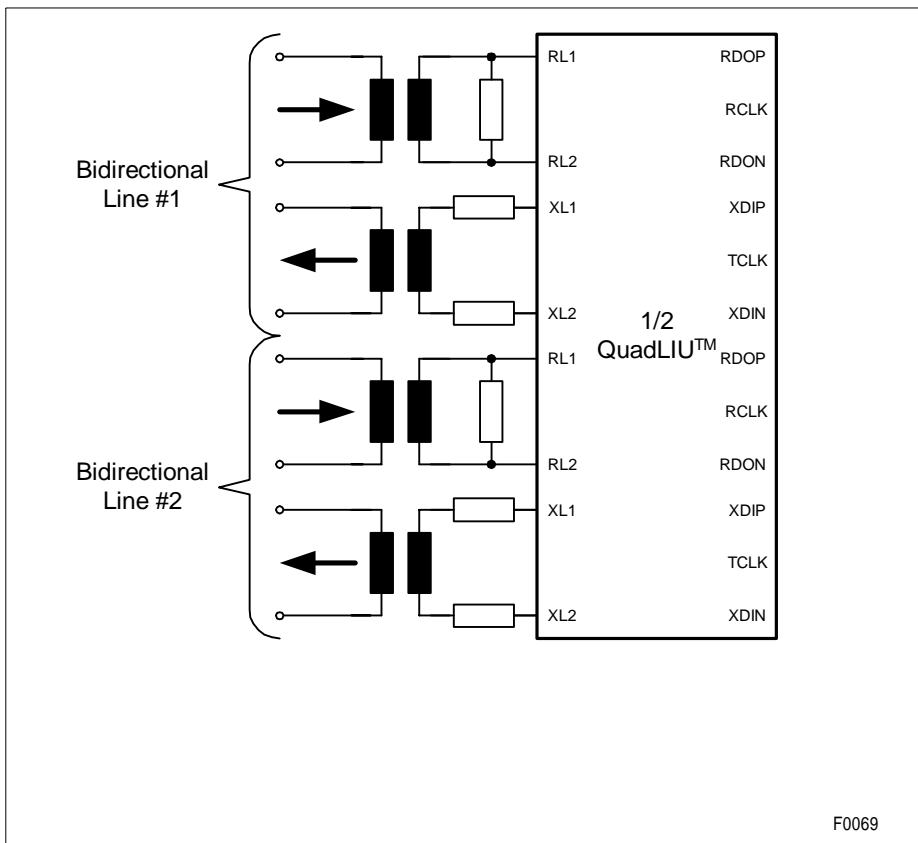 RL1 RDOP
RCLK
Bidirectional
Line #1
RL2 RDON
XL1 XDIP
TCLK
XL2 XDIN
1/2
QuadLIU™
RL1 RDOP
RCLK
Bidirectional
Line #2
RL2 RDON
XL1 XDIP
TCLK
XL2 XDIN
F0069